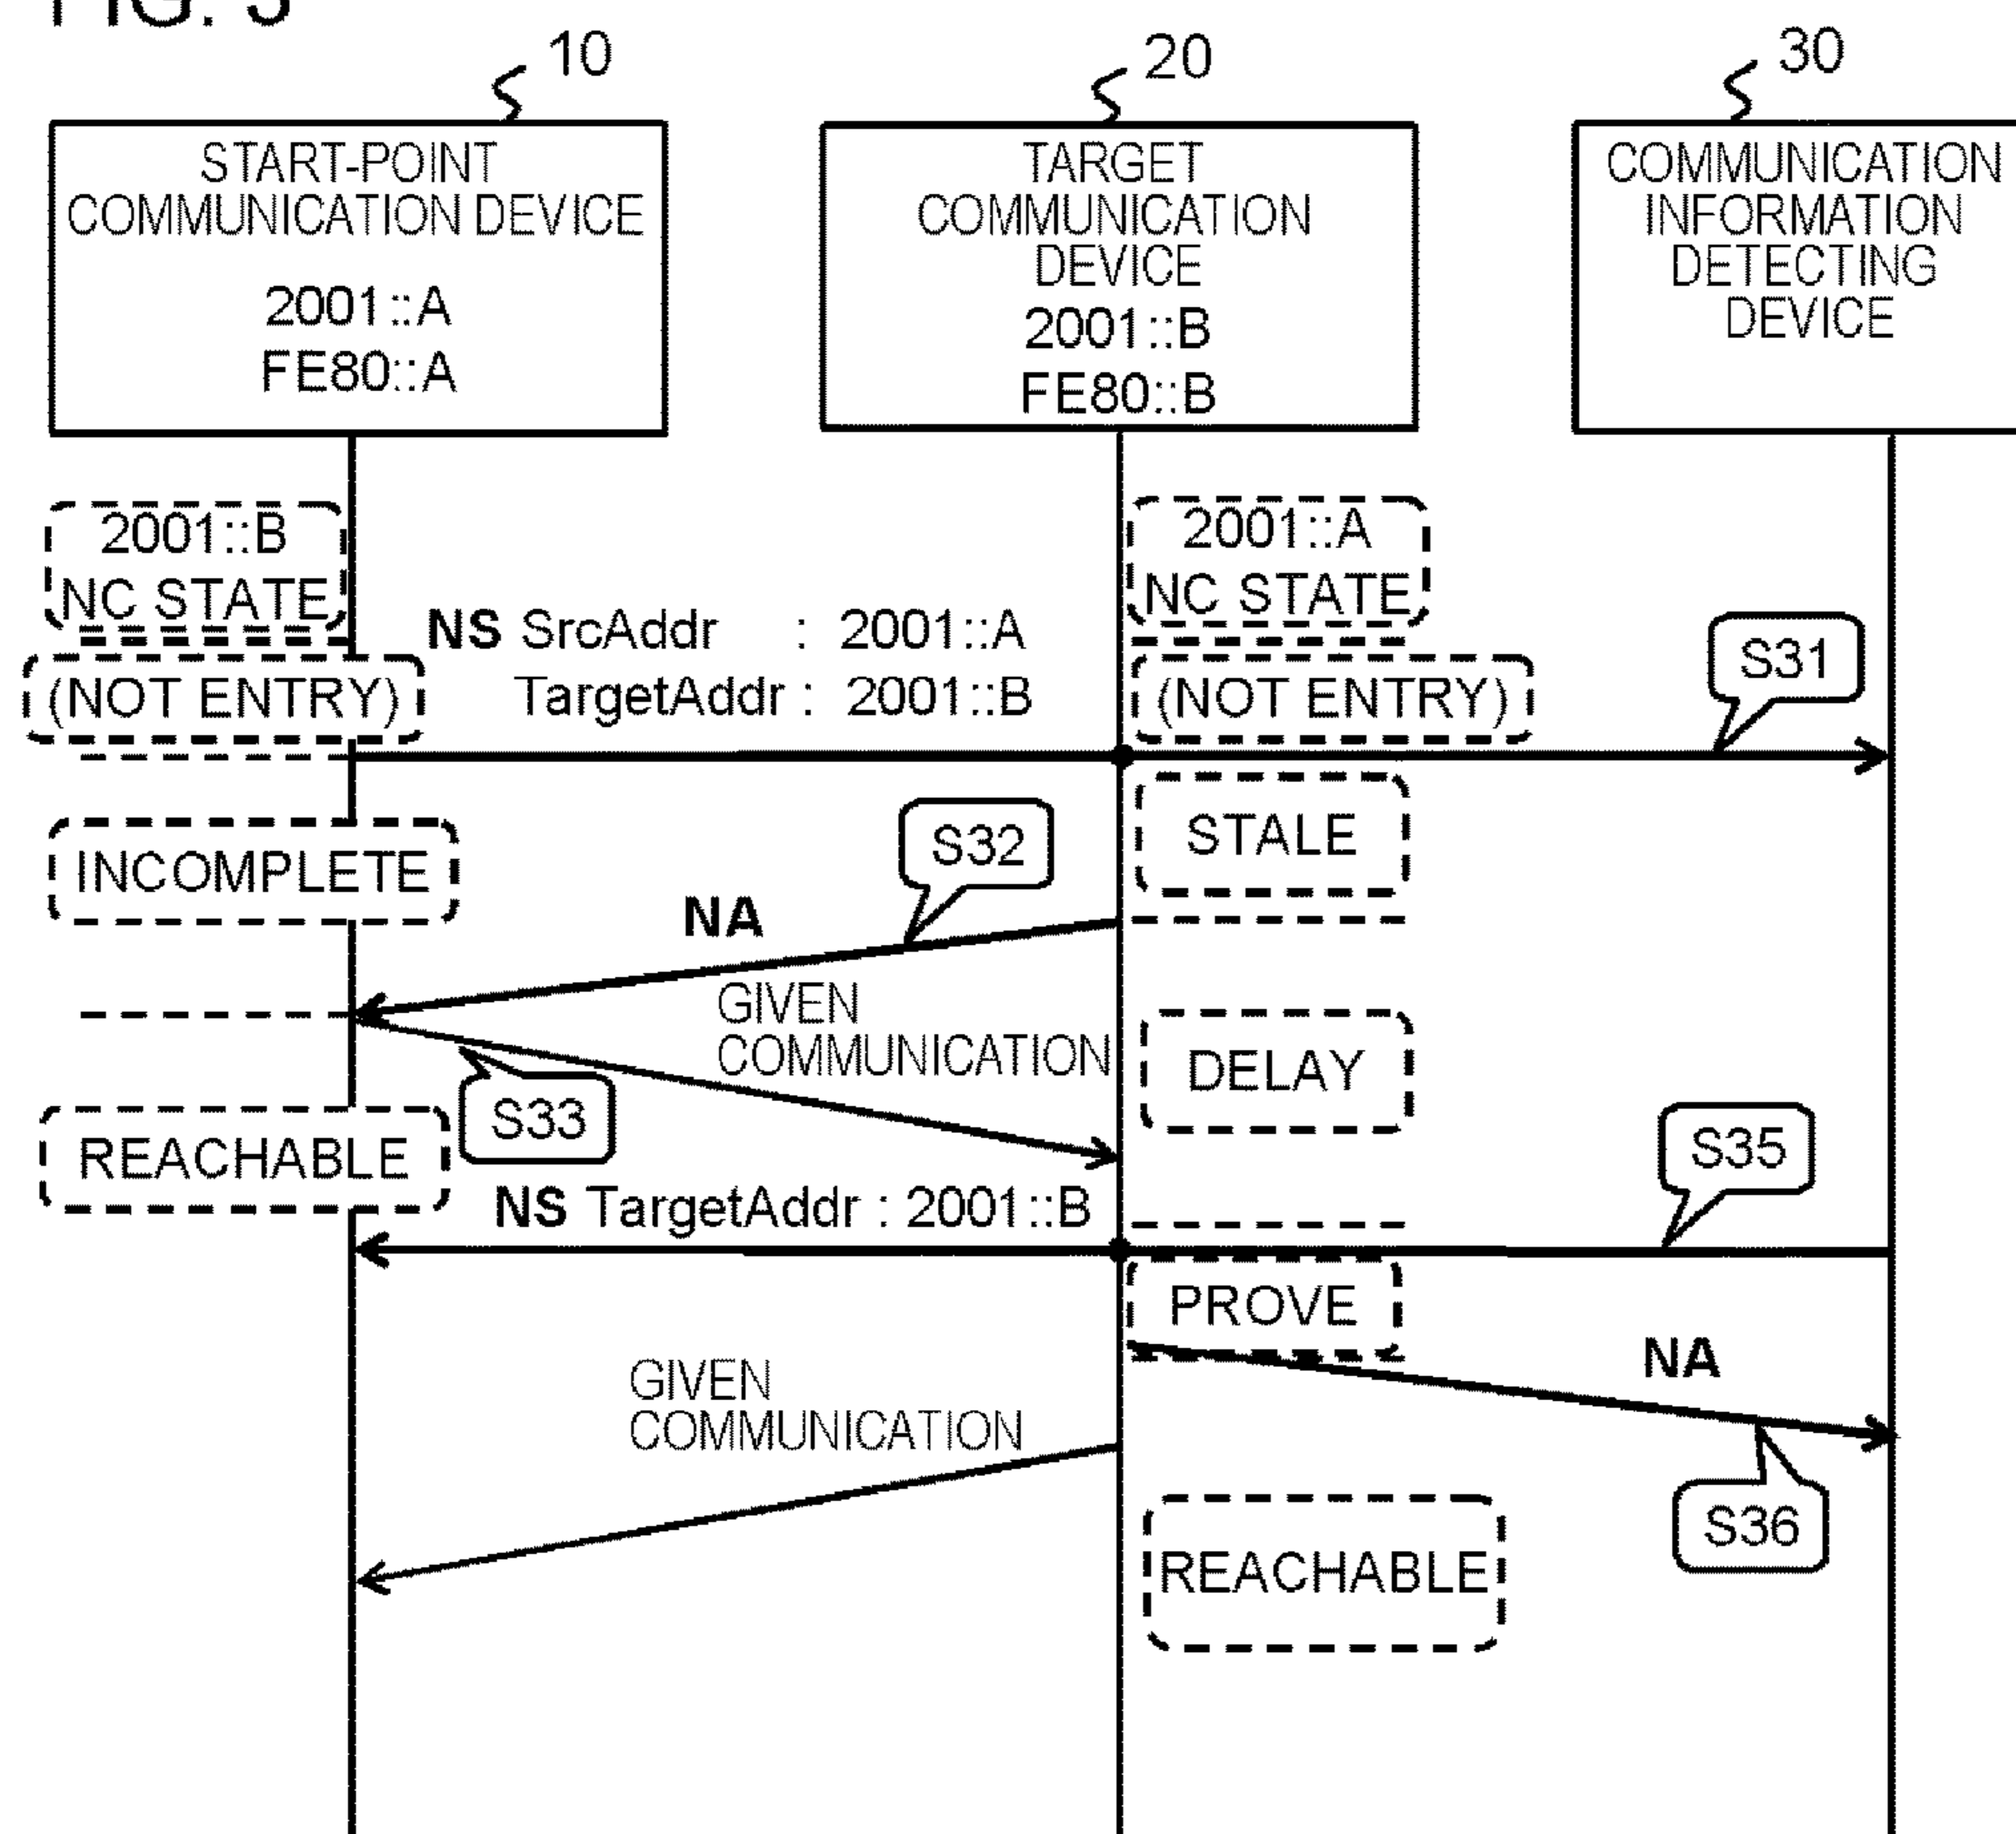 10
20
30
START-POINT
COMMUNICATION DEVICE
2001::A
FE80::A
TARGET
COMMUNICATION
DEVICE
2001::B
FE80::B
COMMUNICATION
INFORMATION
DETECTING
DEVICE
2001::B
NC STATE
(NOT ENTRY)
NS SrcAddr : 2001::A
TargetAddr : 2001::B
2001::A
NC STATE
(NOT ENTRY)
S31
STALE
S32
INCOMPLETE
NA
GIVEN
COMMUNICATION
DELAY
S33
REACHABLE
S35
NS TargetAddr : 2001::B
PROVE
NA
GIVEN
COMMUNICATION
S36
REACHABLE